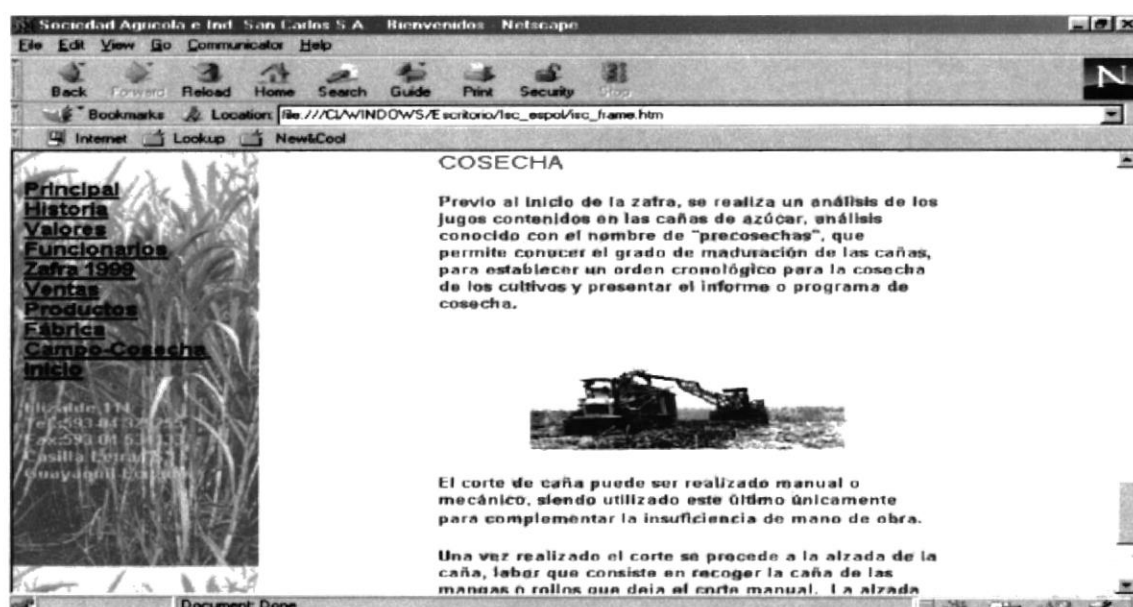 Sociedad Agricola e Ind. San Carlos S.A. Bienvenidos - Netscape
File Edit View Go Communicator Help
Back Forward Reload Home Search Guide Print Security Stop
N
Bookmarks Location: file:///C|/WINDOWS/Escritorio/isc_espol/isc_frame.htm
Internet Lookup New&Cool
Principal
Historia
Valores
Funcionarios
Zafra 1999
Ventas
Productos
Fábrica
Campo-Cosecha
Inicio
Elizalde 114
Casilla
Guayaquil-Ecuador
COSECHA
Previo al inicio de la zafra, se realiza un análisis de los
jugos contenidos en las cañas de azúcar, análisis
conocido con el nombre de "precosechas", que
permite conocer el grado de maduración de las cañas,
para establecer un orden cronológico para la cosecha
de los cultivos y presentar el informe o programa de
cosecha.
El corte de caña puede ser realizado manual o
mecánico, siendo utilizado este último únicamente
para complementar la insuficiencia de mano de obra.
Una vez realizado el corte se procede a la alzada de la
caña, labor que consiste en recoger la caña de las
mangas o rollos que deja el corte manual. La alzada
Document: Done